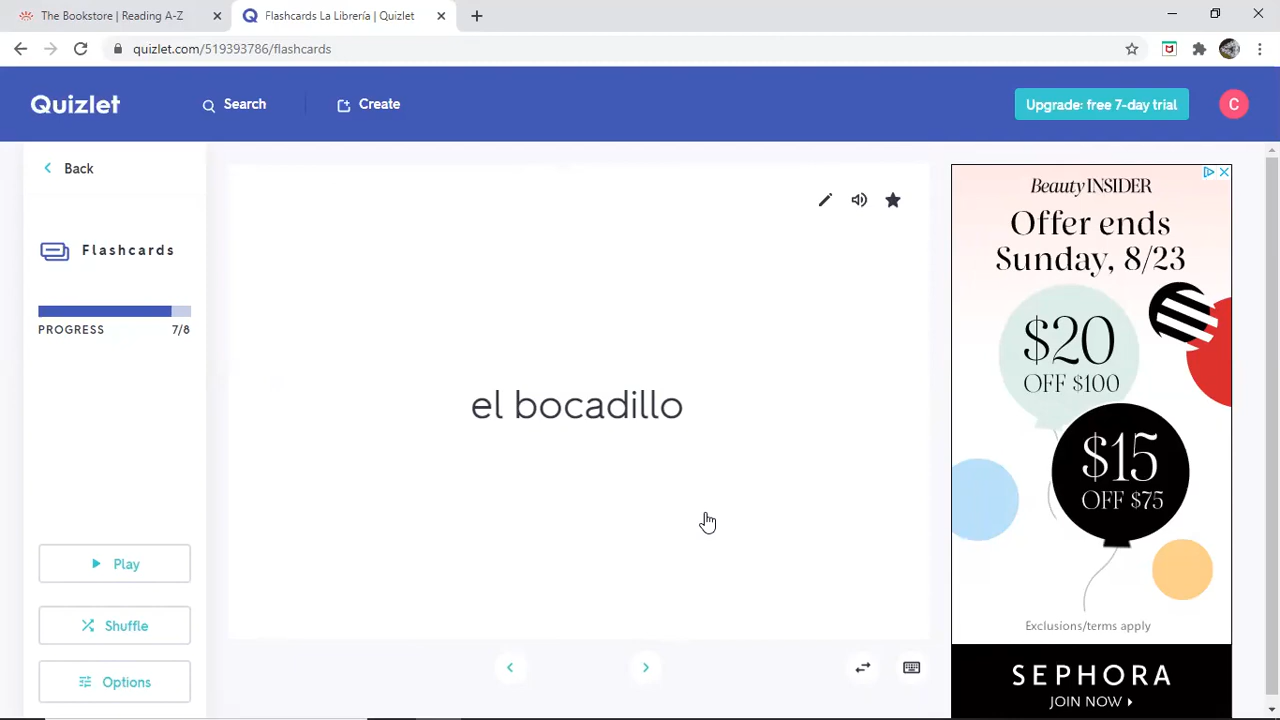 The Bookstore | Reading A-Z
Flashcards La Librería | Quizlet
quizlet.com/519393786/flashcards
Quizlet
Search
Create
Upgrade: free 7-day trial
C
Back
Flashcards
PROGRESS 7/8
el bocadillo
Play
Shuffle
Options
Beauty INSIDER
Offer ends
Sunday, 8/23
$20
OFF $100
$15
OFF $75
Exclusions/terms apply
SEPHORA
JOIN NOW